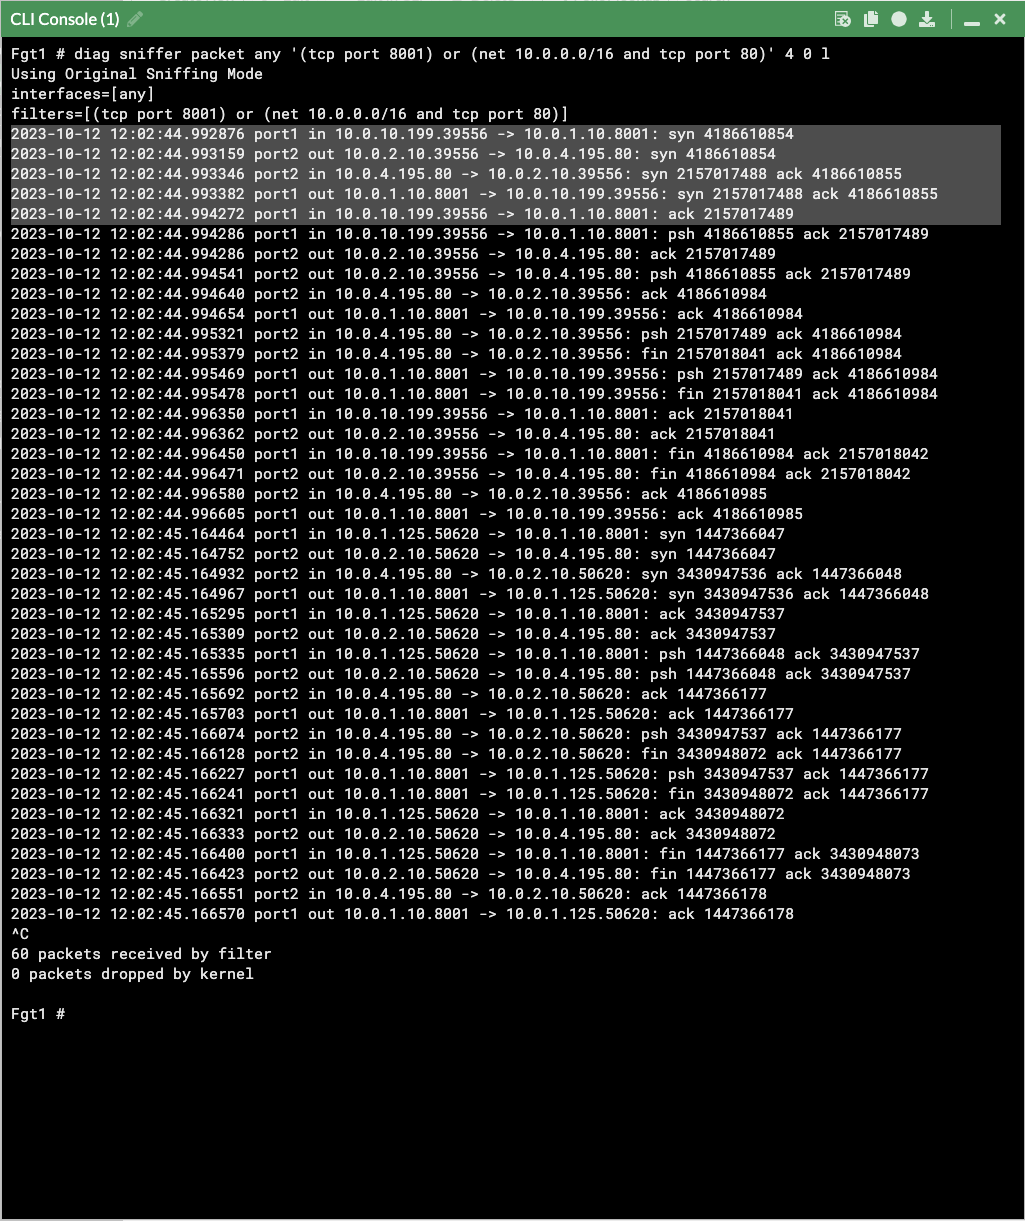 CLI Console (1)
Fgt1 # diag sniffer packet any '(tcp port 8001) or (net 10.0.0.0/16 and tcp port 80)' 4 0 l
Using Original Sniffing Mode
interfaces=[any]
filters=[(tcp port 8001) or (net 10.0.0.0/16 and tcp port 80)]
2023-10-12 12:02:44.992876 port1 in 10.0.10.199.39556 -> 10.0.1.10.8001: syn 4186610854
2023-10-12 12:02:44.993159 port2 out 10.0.2.10.39556 -> 10.0.4.195.80: syn 4186610854
2023-10-12 12:02:44.993346 port2 in 10.0.4.195.80 -> 10.0.2.10.39556: syn 2157017488 ack 4186610855
2023-10-12 12:02:44.993382 port1 out 10.0.1.10.8001 -> 10.0.10.199.39556: syn 2157017488 ack 4186610855
2023-10-12 12:02:44.994272 port1 in 10.0.10.199.39556 -> 10.0.1.10.8001: ack 2157017489
2023-10-12 12:02:44.994286 port1 in 10.0.10.199.39556 -> 10.0.1.10.8001: psh 4186610855 ack 2157017489
2023-10-12 12:02:44.994286 port2 out 10.0.2.10.39556 -> 10.0.4.195.80: ack 2157017489
2023-10-12 12:02:44.994541 port2 out 10.0.2.10.39556 -> 10.0.4.195.80: psh 4186610855 ack 2157017489
2023-10-12 12:02:44.994640 port2 in 10.0.4.195.80 -> 10.0.2.10.39556: ack 4186610984
2023-10-12 12:02:44.994654 port1 out 10.0.1.10.8001 -> 10.0.10.199.39556: ack 4186610984
2023-10-12 12:02:44.995321 port2 in 10.0.4.195.80 -> 10.0.2.10.39556: psh 2157017489 ack 4186610984
2023-10-12 12:02:44.995379 port2 in 10.0.4.195.80 -> 10.0.2.10.39556: fin 2157018041 ack 4186610984
2023-10-12 12:02:44.995469 port1 out 10.0.1.10.8001 -> 10.0.10.199.39556: psh 2157017489 ack 4186610984
2023-10-12 12:02:44.995478 port1 out 10.0.1.10.8001 -> 10.0.10.199.39556: fin 2157018041 ack 4186610984
2023-10-12 12:02:44.996350 port1 in 10.0.10.199.39556 -> 10.0.1.10.8001: ack 2157018041
2023-10-12 12:02:44.996362 port2 out 10.0.2.10.39556 -> 10.0.4.195.80: ack 2157018041
2023-10-12 12:02:44.996450 port1 in 10.0.10.199.39556 -> 10.0.1.10.8001: fin 4186610984 ack 2157018042
2023-10-12 12:02:44.996471 port2 out 10.0.2.10.39556 -> 10.0.4.195.80: fin 4186610984 ack 2157018042
2023-10-12 12:02:44.996580 port2 in 10.0.4.195.80 -> 10.0.2.10.39556: ack 4186610985
2023-10-12 12:02:44.996605 port1 out 10.0.1.10.8001 -> 10.0.10.199.39556: ack 4186610985
2023-10-12 12:02:45.164464 port1 in 10.0.1.125.50620 -> 10.0.1.10.8001: syn 1447366047
2023-10-12 12:02:45.164752 port2 out 10.0.2.10.50620 -> 10.0.4.195.80: syn 1447366047
2023-10-12 12:02:45.164932 port2 in 10.0.4.195.80 -> 10.0.2.10.50620: syn 3430947536 ack 1447366048
2023-10-12 12:02:45.164967 port1 out 10.0.1.10.8001 -> 10.0.1.125.50620: syn 3430947536 ack 1447366048
2023-10-12 12:02:45.165295 port1 in 10.0.1.125.50620 -> 10.0.1.10.8001: ack 3430947537
2023-10-12 12:02:45.165309 port2 out 10.0.2.10.50620 -> 10.0.4.195.80: ack 3430947537
2023-10-12 12:02:45.165335 port1 in 10.0.1.125.50620 -> 10.0.1.10.8001: psh 1447366048 ack 3430947537
2023-10-12 12:02:45.165596 port2 out 10.0.2.10.50620 -> 10.0.4.195.80: psh 1447366048 ack 3430947537
2023-10-12 12:02:45.165692 port2 in 10.0.4.195.80 -> 10.0.2.10.50620: ack 1447366177
2023-10-12 12:02:45.165703 port1 out 10.0.1.10.8001 -> 10.0.1.125.50620: ack 1447366177
2023-10-12 12:02:45.166074 port2 in 10.0.4.195.80 -> 10.0.2.10.50620: psh 3430947537 ack 1447366177
2023-10-12 12:02:45.166128 port2 in 10.0.4.195.80 -> 10.0.2.10.50620: fin 3430948072 ack 1447366177
2023-10-12 12:02:45.166227 port1 out 10.0.1.10.8001 -> 10.0.1.125.50620: psh 3430947537 ack 1447366177
2023-10-12 12:02:45.166241 port1 out 10.0.1.10.8001 -> 10.0.1.125.50620: fin 3430948072 ack 1447366177
2023-10-12 12:02:45.166321 port1 in 10.0.1.125.50620 -> 10.0.1.10.8001: ack 3430948072
2023-10-12 12:02:45.166333 port2 out 10.0.2.10.50620 -> 10.0.4.195.80: ack 3430948072
2023-10-12 12:02:45.166400 port1 in 10.0.1.125.50620 -> 10.0.1.10.8001: fin 1447366177 ack 3430948073
2023-10-12 12:02:45.166423 port2 out 10.0.2.10.50620 -> 10.0.4.195.80: fin 1447366177 ack 3430948073
2023-10-12 12:02:45.166551 port2 in 10.0.4.195.80 -> 10.0.2.10.50620: ack 1447366178
2023-10-12 12:02:45.166570 port1 out 10.0.1.10.8001 -> 10.0.1.125.50620: ack 1447366178
^C
60 packets received by filter
0 packets dropped by kernel
Fgt1 #